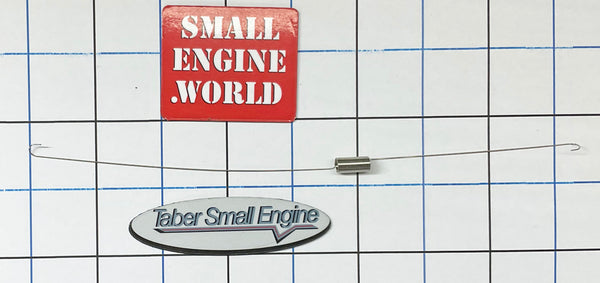 SMALL
ENGINE
.WORLD
Taber Small Engine